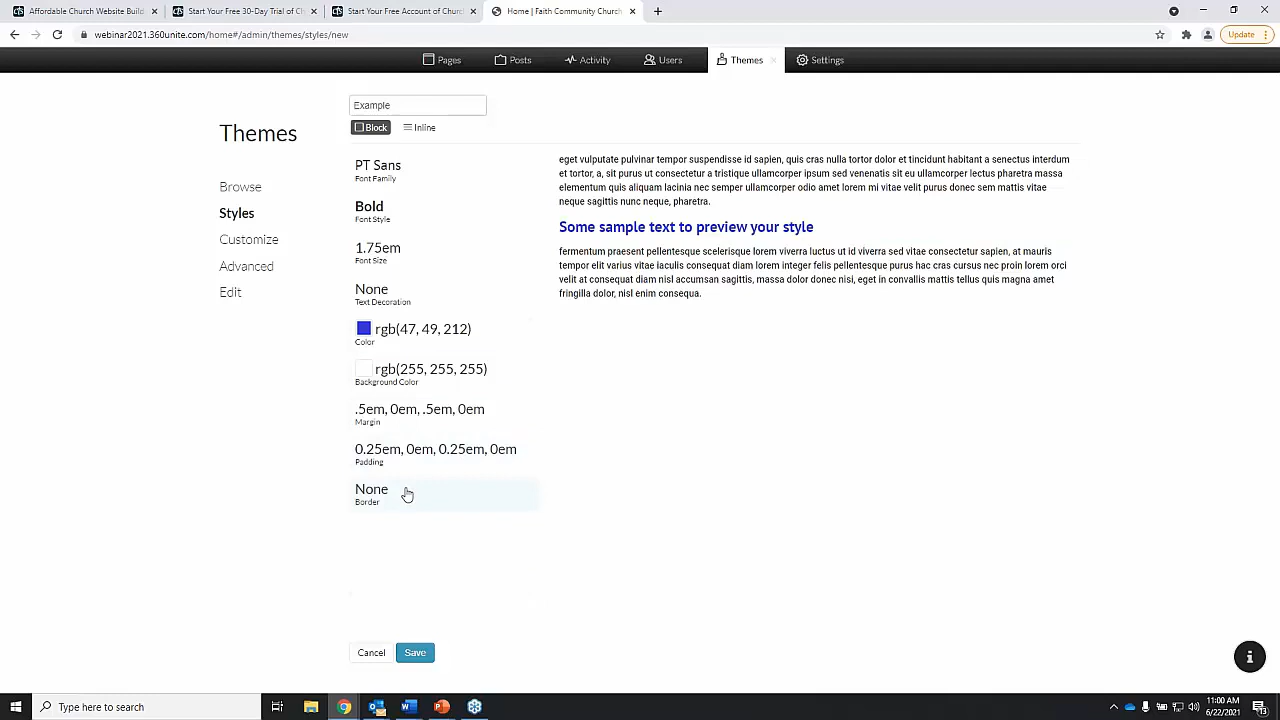 Affordable Church Website Build
Start Your Free 30-Day Trial of Ch
Start Your Free Account of Churc
Home | Faith Community Church
webinar2021.360unite.com/home#/admin/themes/styles/new
Update
Pages
Posts
Activity
Users
Themes
Settings
Example
Block
Inline
Themes
Browse
Styles
Customize
Advanced
Edit
PT Sans
Font Family
Bold
Font Style
1.75em
Font Size
None
Text Decoration
rgb(47, 49, 212)
Color
rgb(255, 255, 255)
Background Color
.5em, 0em, .5em, 0em
Margin
0.25em, 0em, 0.25em, 0em
Padding
None
Border
eget vulputate pulvinar tempor suspendisse id sapien, quis cras nulla tortor dolor et tincidunt habitant a senectus interdum
et tortor, a, sit purus ut consectetur a tristique ullamcorper ipsum sed venenatis sit eu ullamcorper lectus pharetra massa
elementum quis aliquam lacinia nec semper ullamcorper odio amet lorem mi vitae velit purus donec sem mattis vitae
neque sagittis nunc neque, pharetra.
Some sample text to preview your style
fermentum praesent pellentesque scelerisque lorem viverra luctus ut id viverra sed vitae consectetur sapien, at mauris
tempor elit varius vitae iaculis consequat diam lorem integer felis pellentesque purus hac cras cursus nec proin lorem orci
velit at consequat diam nisl accumsan sagittis, massa dolor donec nisi, eget in convallis mattis tellus quis magna amet
fringilla dolor, nisl enim consequa.
Cancel
Save
Type here to search
11:00 AM
6/22/2021